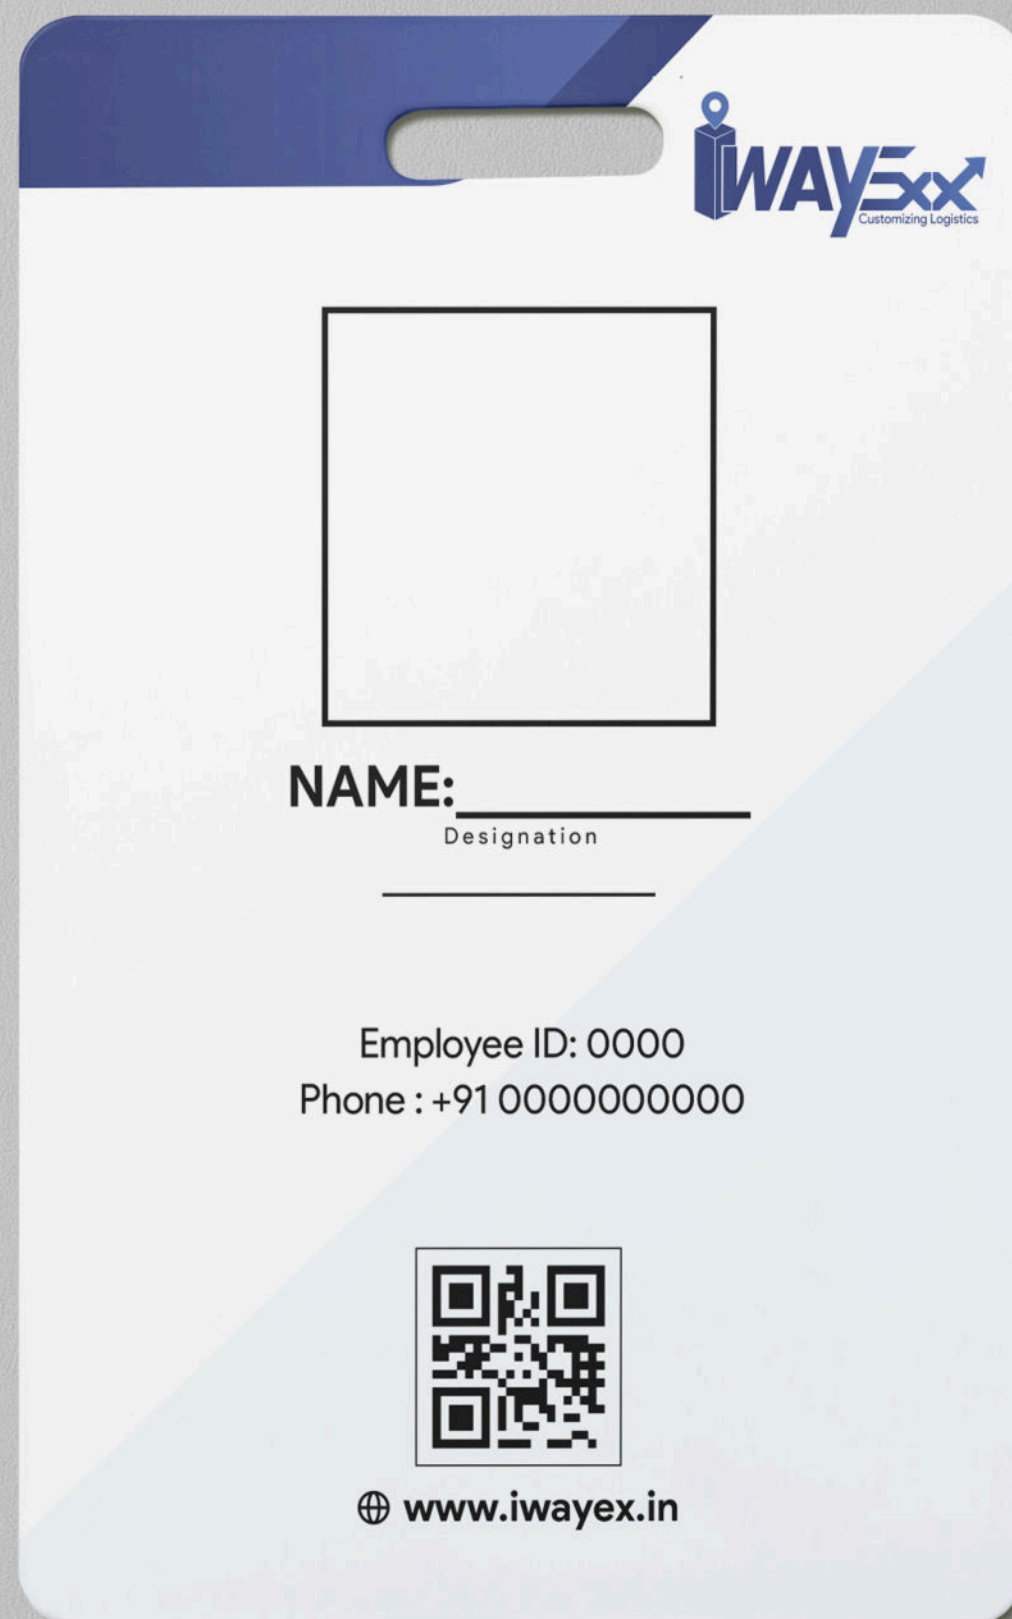 iWAYExx
Customizing Logistics
NAME:
Designation
Employee ID: 0000
Phone : +91 0000000000
www.iwayex.in